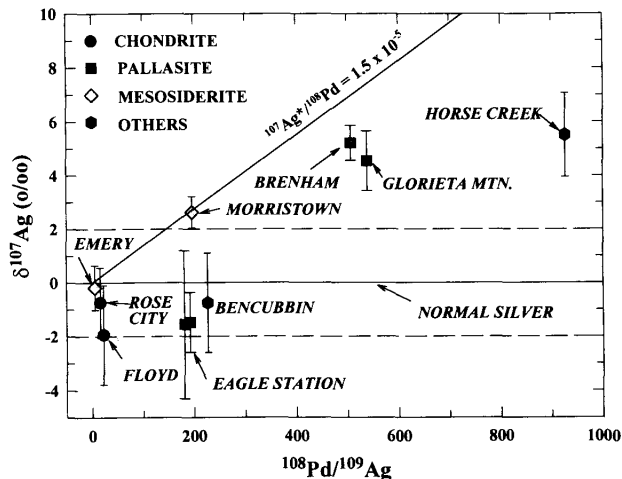 10
8
6
4
2
0
-2
-4
δ¹⁰⁷Ag (o/oo)
CHONDRITE
PALLASITE
MESOSIDERITE
OTHERS
¹⁰⁷Ag*/¹⁰⁸Pd = 1.5 x 10⁻⁵
HORSE CREEK
BRENHAM
GLORIETA MTN.
MORRISTOWN
EMERY
ROSE
CITY
BENCUBBIN
NORMAL SILVER
FLOYD
EAGLE STATION
0 200 400 600 800 1000
¹⁰⁸Pd/¹⁰⁹Ag